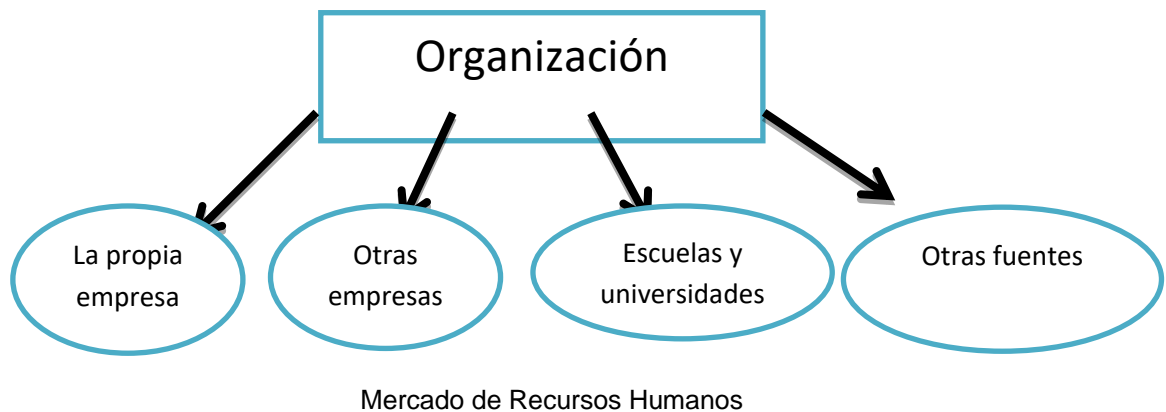 Organización
La propia
empresa
Otras
empresas
Escuelas y
universidades
Otras fuentes
Mercado de Recursos Humanos